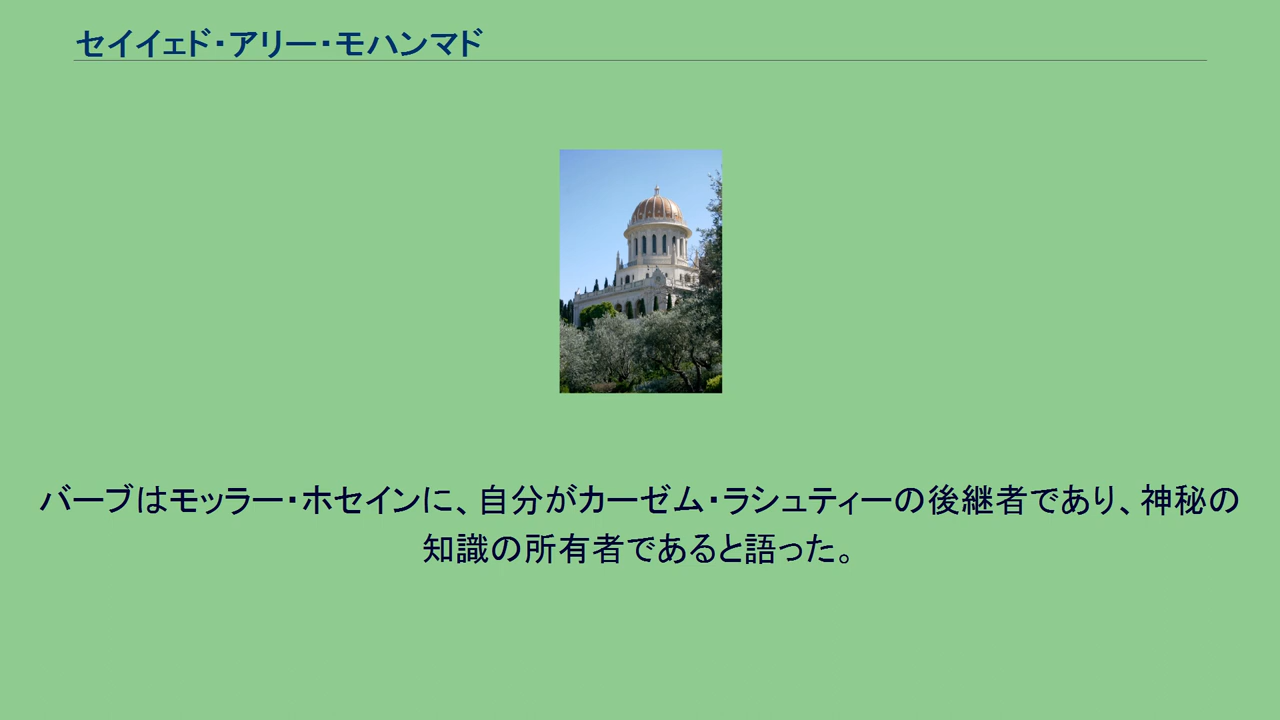 セイイェド・アリー・モハンマド
バーブはモッラー・ホセインに、自分がカーゼム・ラシュティーの後継者であり、神秘の
知識の所有者であると語った。